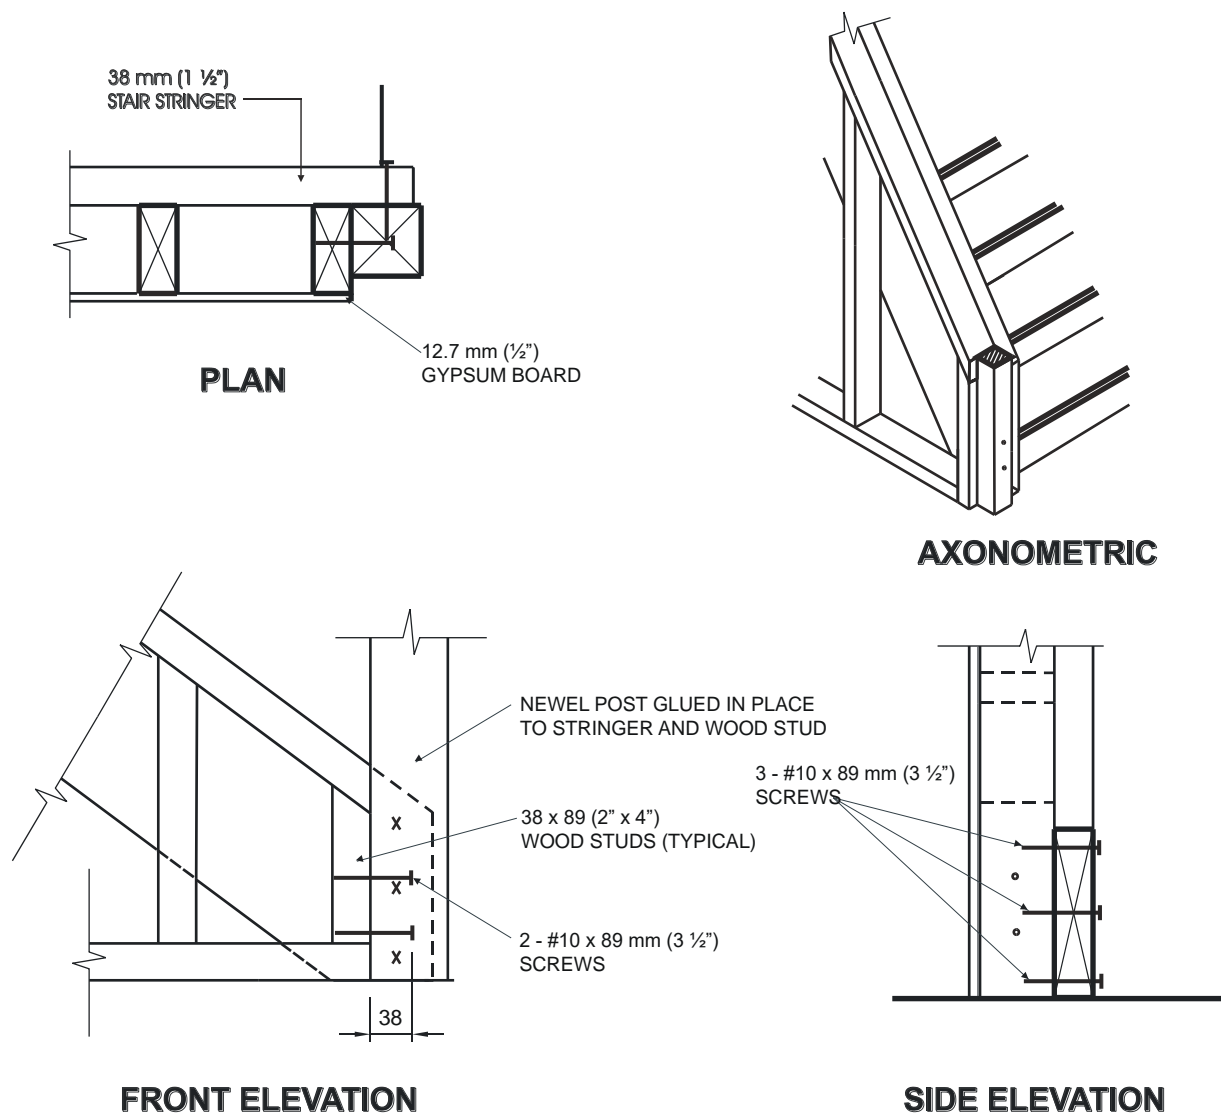 38 mm (1 ½”)
STAIR STRINGER
12.7 mm (½”)
GYPSUM BOARD
PLAN
AXONOMETRIC
NEWEL POST GLUED IN PLACE
TO STRINGER AND WOOD STUD
38 x 89 (2” x 4”)
WOOD STUDS (TYPICAL)
2 - #10 x 89 mm (3 ½”)
SCREWS
38
FRONT ELEVATION
3 - #10 x 89 mm (3 ½”)
SCREWS
SIDE ELEVATION